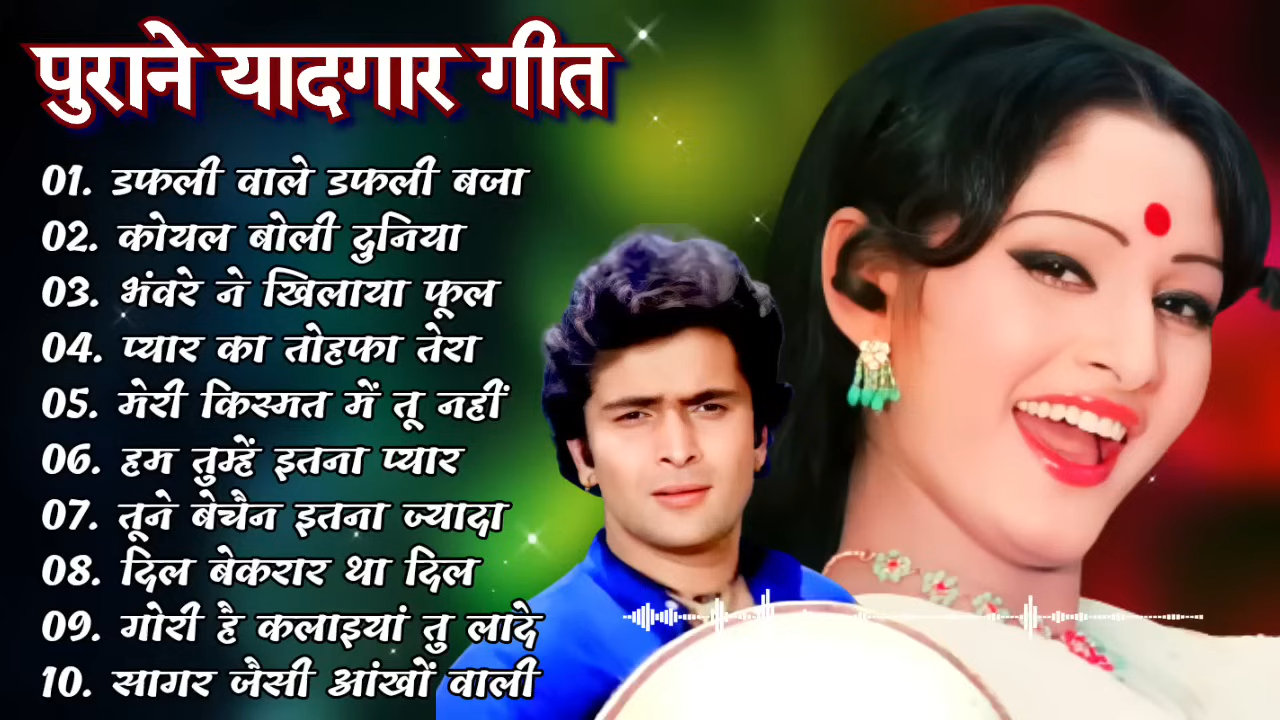 पुराने यादगार गीत
01. डफली वाले डफली बजा
02. कोयल बोली दुनिया
03. भंवरे ने खिलाया फूल
04. प्यार का तोहफा तेरा
05. मेरी किस्मत में तू नहीं
06. हम तुम्हें इतना प्यार
07. तूने बेचैन इतना ज्यादा
08. दिल बेकरार था दिल
09. गोरी है कलाइयां तु लादे
10. सागर जैसी आंखों वाली